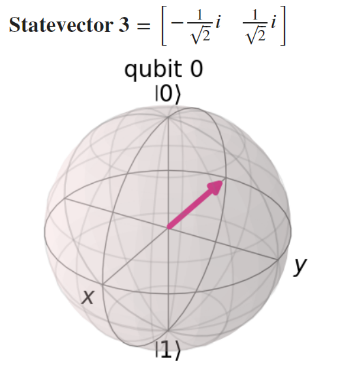 Statevector 3 = [-1/√2 i 1/√2 i]
qubit 0
|0⟩
x
y
|1⟩